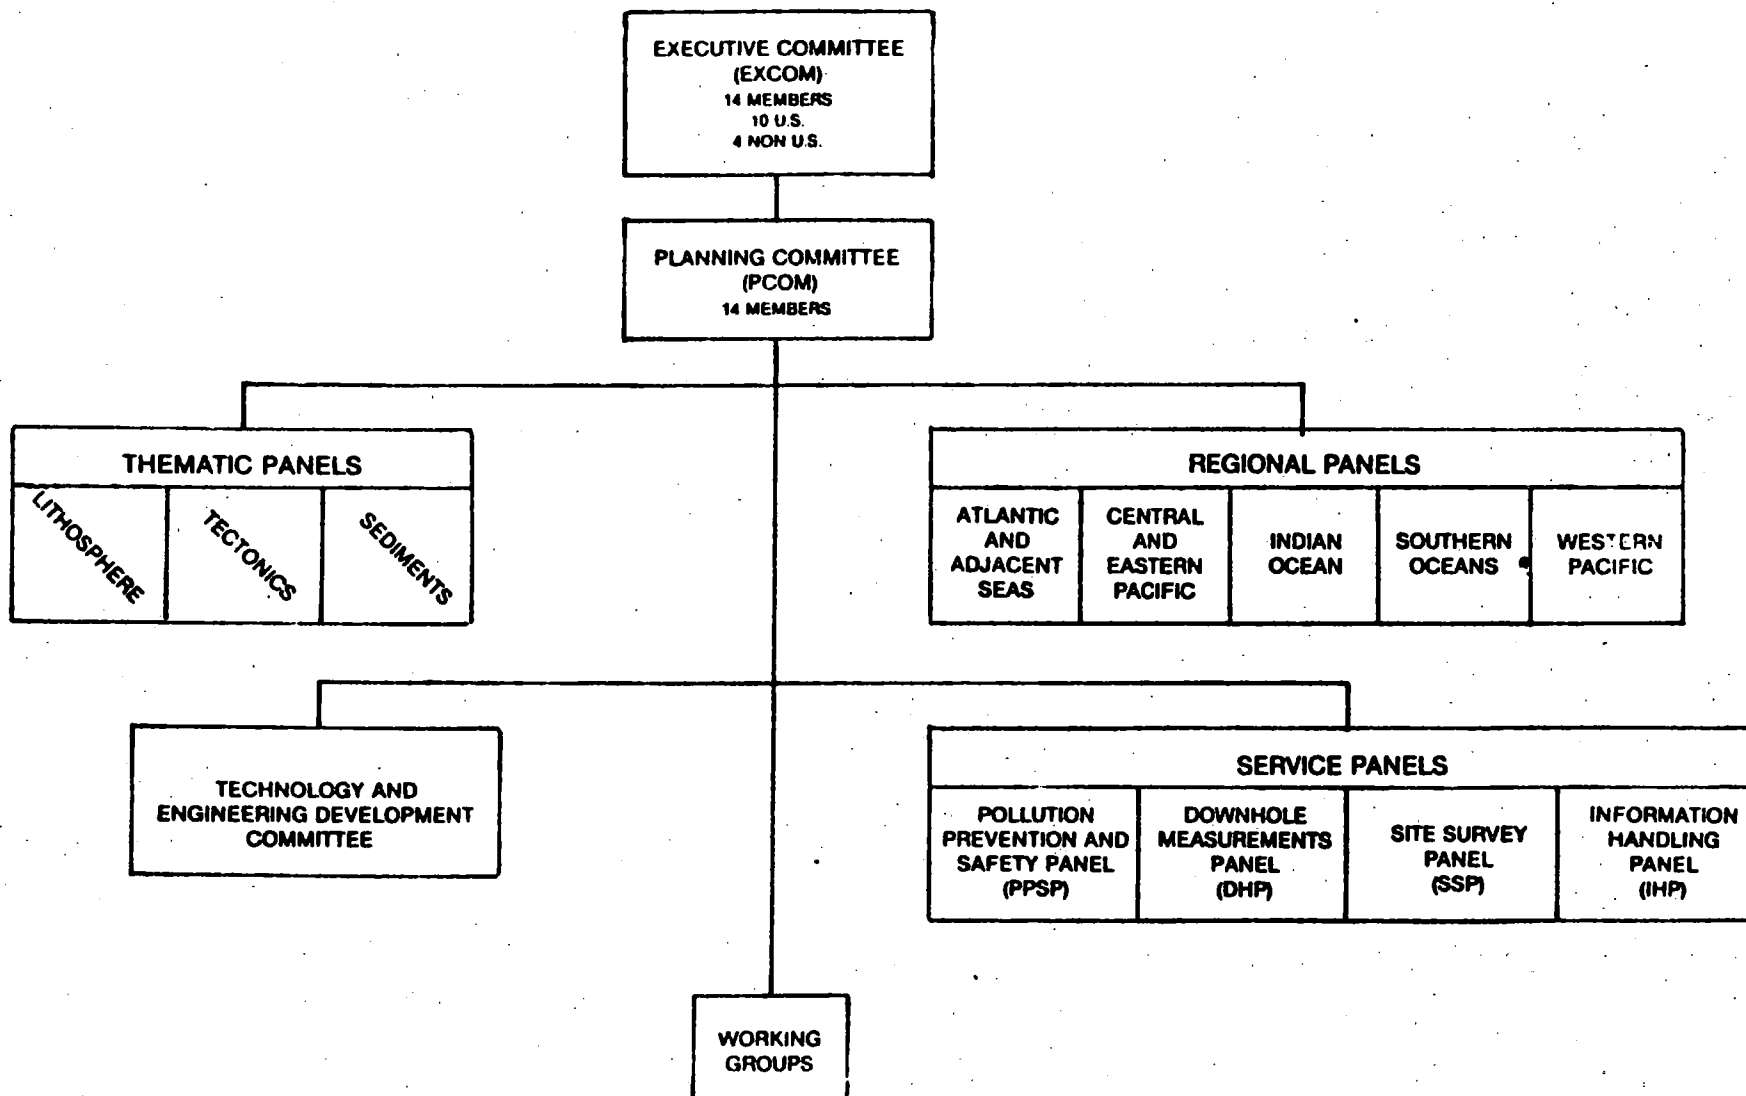 EXECUTIVE COMMITTEE
(EXCOM)
14 MEMBERS
10 U.S.
4 NON U.S.
PLANNING COMMITTEE
(PCOM)
14 MEMBERS
THEMATIC PANELS
LITHOSPHERE
TECTONICS
SEDIMENTS
REGIONAL PANELS
ATLANTIC
AND
ADJACENT
SEAS
CENTRAL
AND
EASTERN
PACIFIC
INDIAN
OCEAN
SOUTHERN
OCEANS
WESTERN
PACIFIC
TECHNOLOGY AND
ENGINEERING DEVELOPMENT
COMMITTEE
SERVICE PANELS
POLLUTION
PREVENTION AND
SAFETY PANEL
(PPSP)
DOWNHOLE
MEASUREMENTS
PANEL
(DHP)
SITE SURVEY
PANEL
(SSP)
INFORMATION
HANDLING
PANEL
(IHP)
WORKING
GROUPS